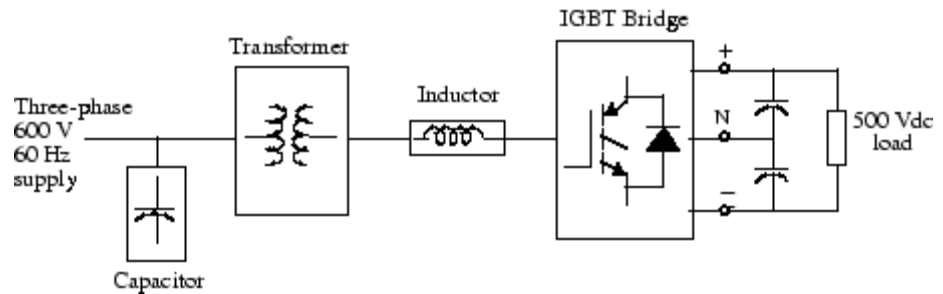 IGBT Bridge
Transformer
Inductor
Three-phase
600 V
60 Hz
supply
+
N
−
500 Vdc
load
Capacitor